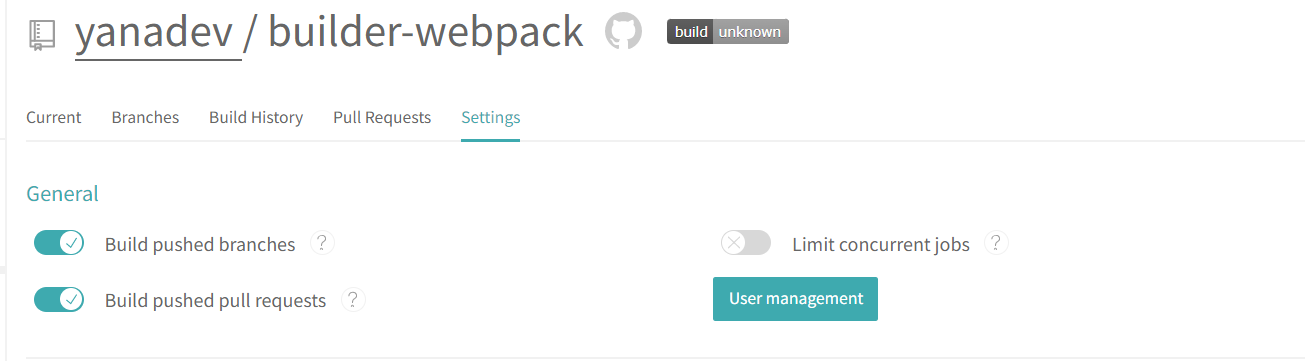 yanadev / builder-webpack build unknown
Current Branches Build History Pull Requests Settings
General
Build pushed branches ? Limit concurrent jobs ?
Build pushed pull requests ? User management